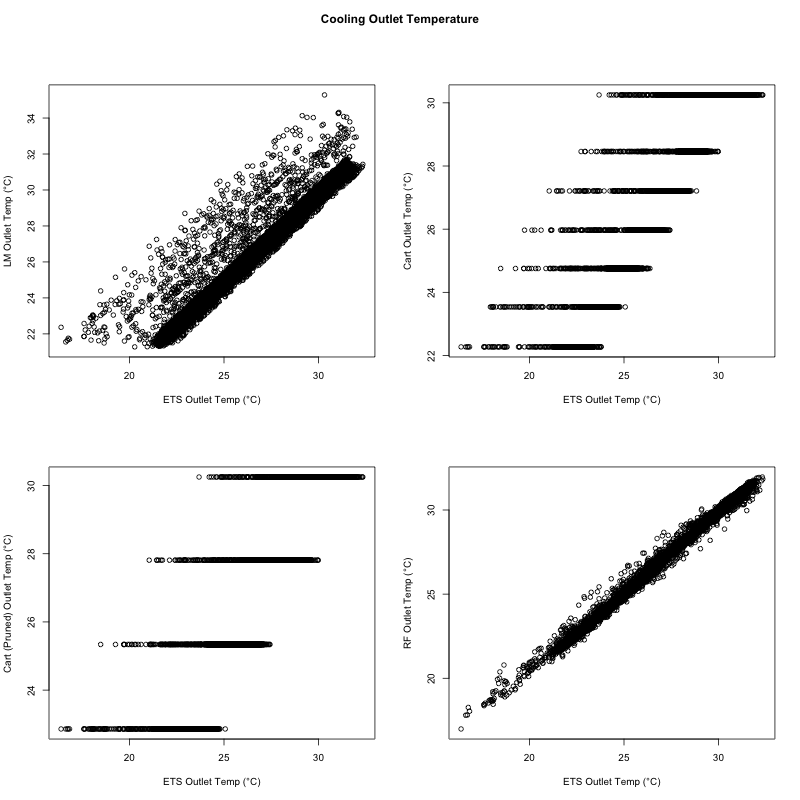 Cooling Outlet Temperature
LM Outlet Temp (°C)
22 24 26 28 30 32 34
20 25 30
ETS Outlet Temp (°C)
Cart Outlet Temp (°C)
22 24 26 28 30
20 25 30
ETS Outlet Temp (°C)
Cart (Pruned) Outlet Temp (°C)
24 26 28 30
20 25 30
ETS Outlet Temp (°C)
RF Outlet Temp (°C)
20 25 30
20 25 30
ETS Outlet Temp (°C)